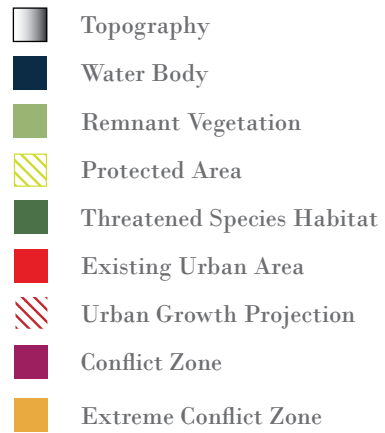 Topography
Water Body
Remnant Vegetation
Protected Area
Threatened Species Habitat
Existing Urban Area
Urban Growth Projection
Conflict Zone
Extreme Conflict Zone